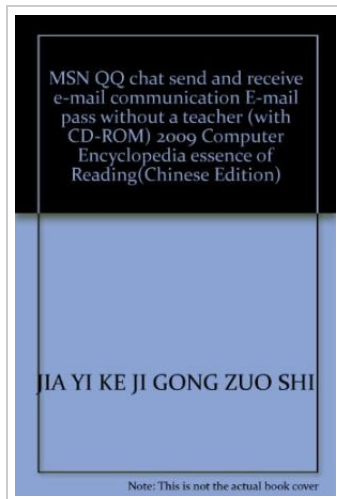 MSN QQ chat send and receive
e-mail communication E-mail
pass without a teacher (with
CD-ROM) 2009 Computer
Encyclopedia essence of
Reading(Chinese Edition)
JIA YI KE JI GONG ZUO SHI
Note: This is not the actual book cover